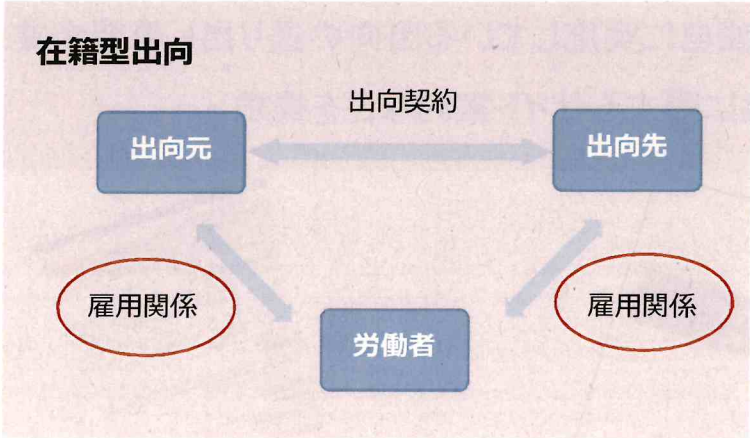 在籍型出向
出向契約
出向元
出向先
雇用関係
雇用関係
労働者